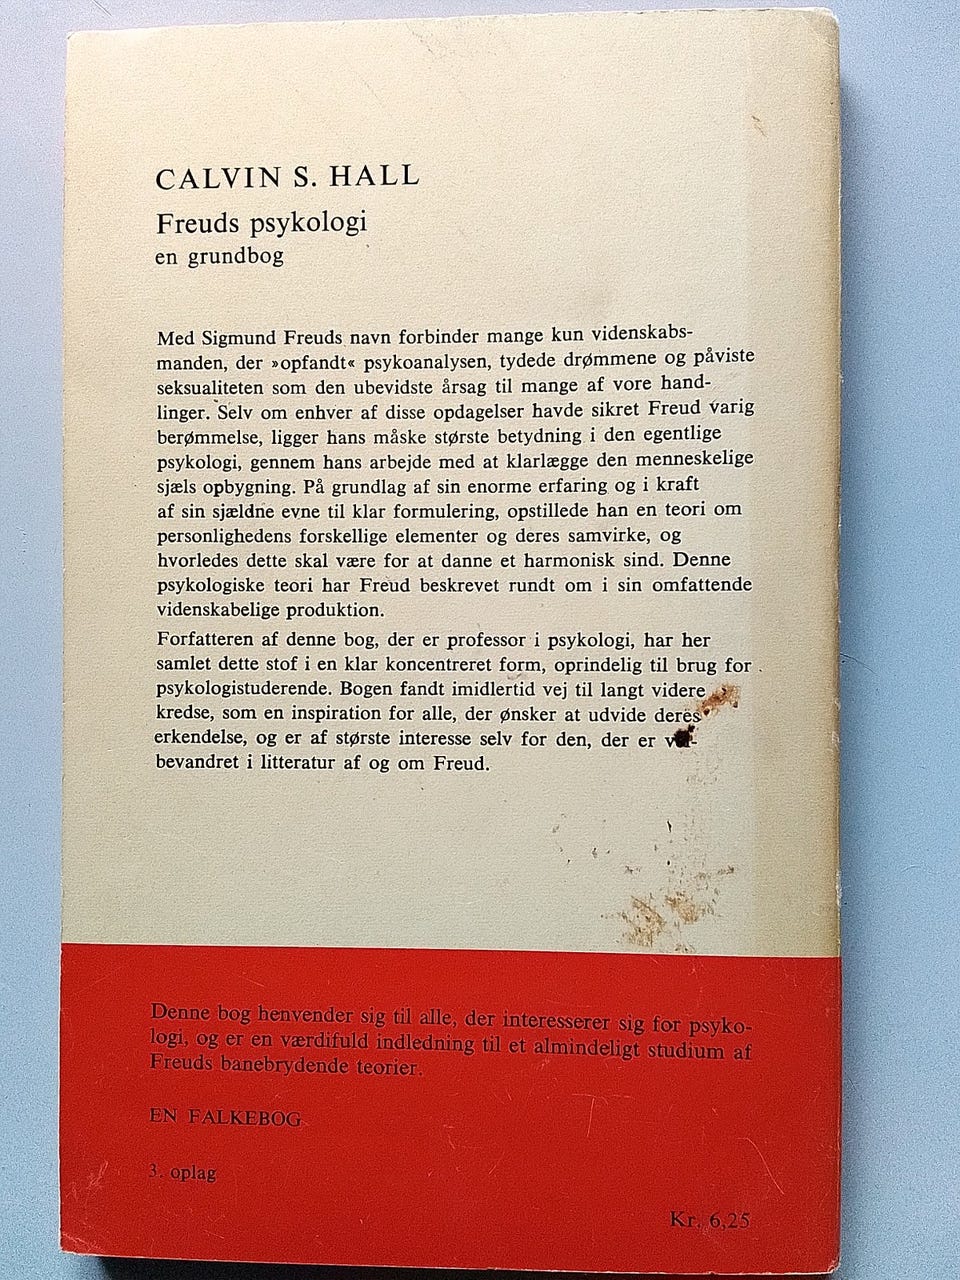 CALVIN S. HALL
Freuds psykologi
en grundbog
Med Sigmund Freuds navn forbinder mange kun videnskabs-
manden, der »opfandt« psykoanalysen, tydede drømmene og påviste
seksualiteten som den ubevidste årsag til mange af vore hand-
linger. Selv om enhver af disse opdagelser havde sikret Freud varig
berømmelse, ligger hans måske største betydning i den egentlige
psykologi, gennem hans arbejde med at klarlægge den menneskelige
sjæls opbygning. På grundlag af sin enorme erfaring og i kraft
af sin sjældne evne til klar formulering, opstillede han en teori om
personlighedens forskellige elementer og deres samvirke, og
hvorledes dette skal være for at danne et harmonisk sind. Denne
psykologiske teori har Freud beskrevet rundt om i sin omfattende
videnskabelige produktion.
Forfatteren af denne bog, der er professor i psykologi, har her
samlet dette stof i en klar koncentreret form, oprindelig til brug for
psykologistuderende. Bogen fandt imidlertid vej til langt videre
kredse, som en inspiration for alle, der ønsker at udvide deres
erkendelse, og er af største interesse selv for den, der er vel-
bevandret i litteratur af og om Freud.
Denne bog henvender sig til alle, der interesserer sig for psyko-
logi, og er en værdifuld indledning til et almindeligt studium af
Freuds banebrydende teorier.
EN FALKEBOG
3. oplag
Kr. 6,25